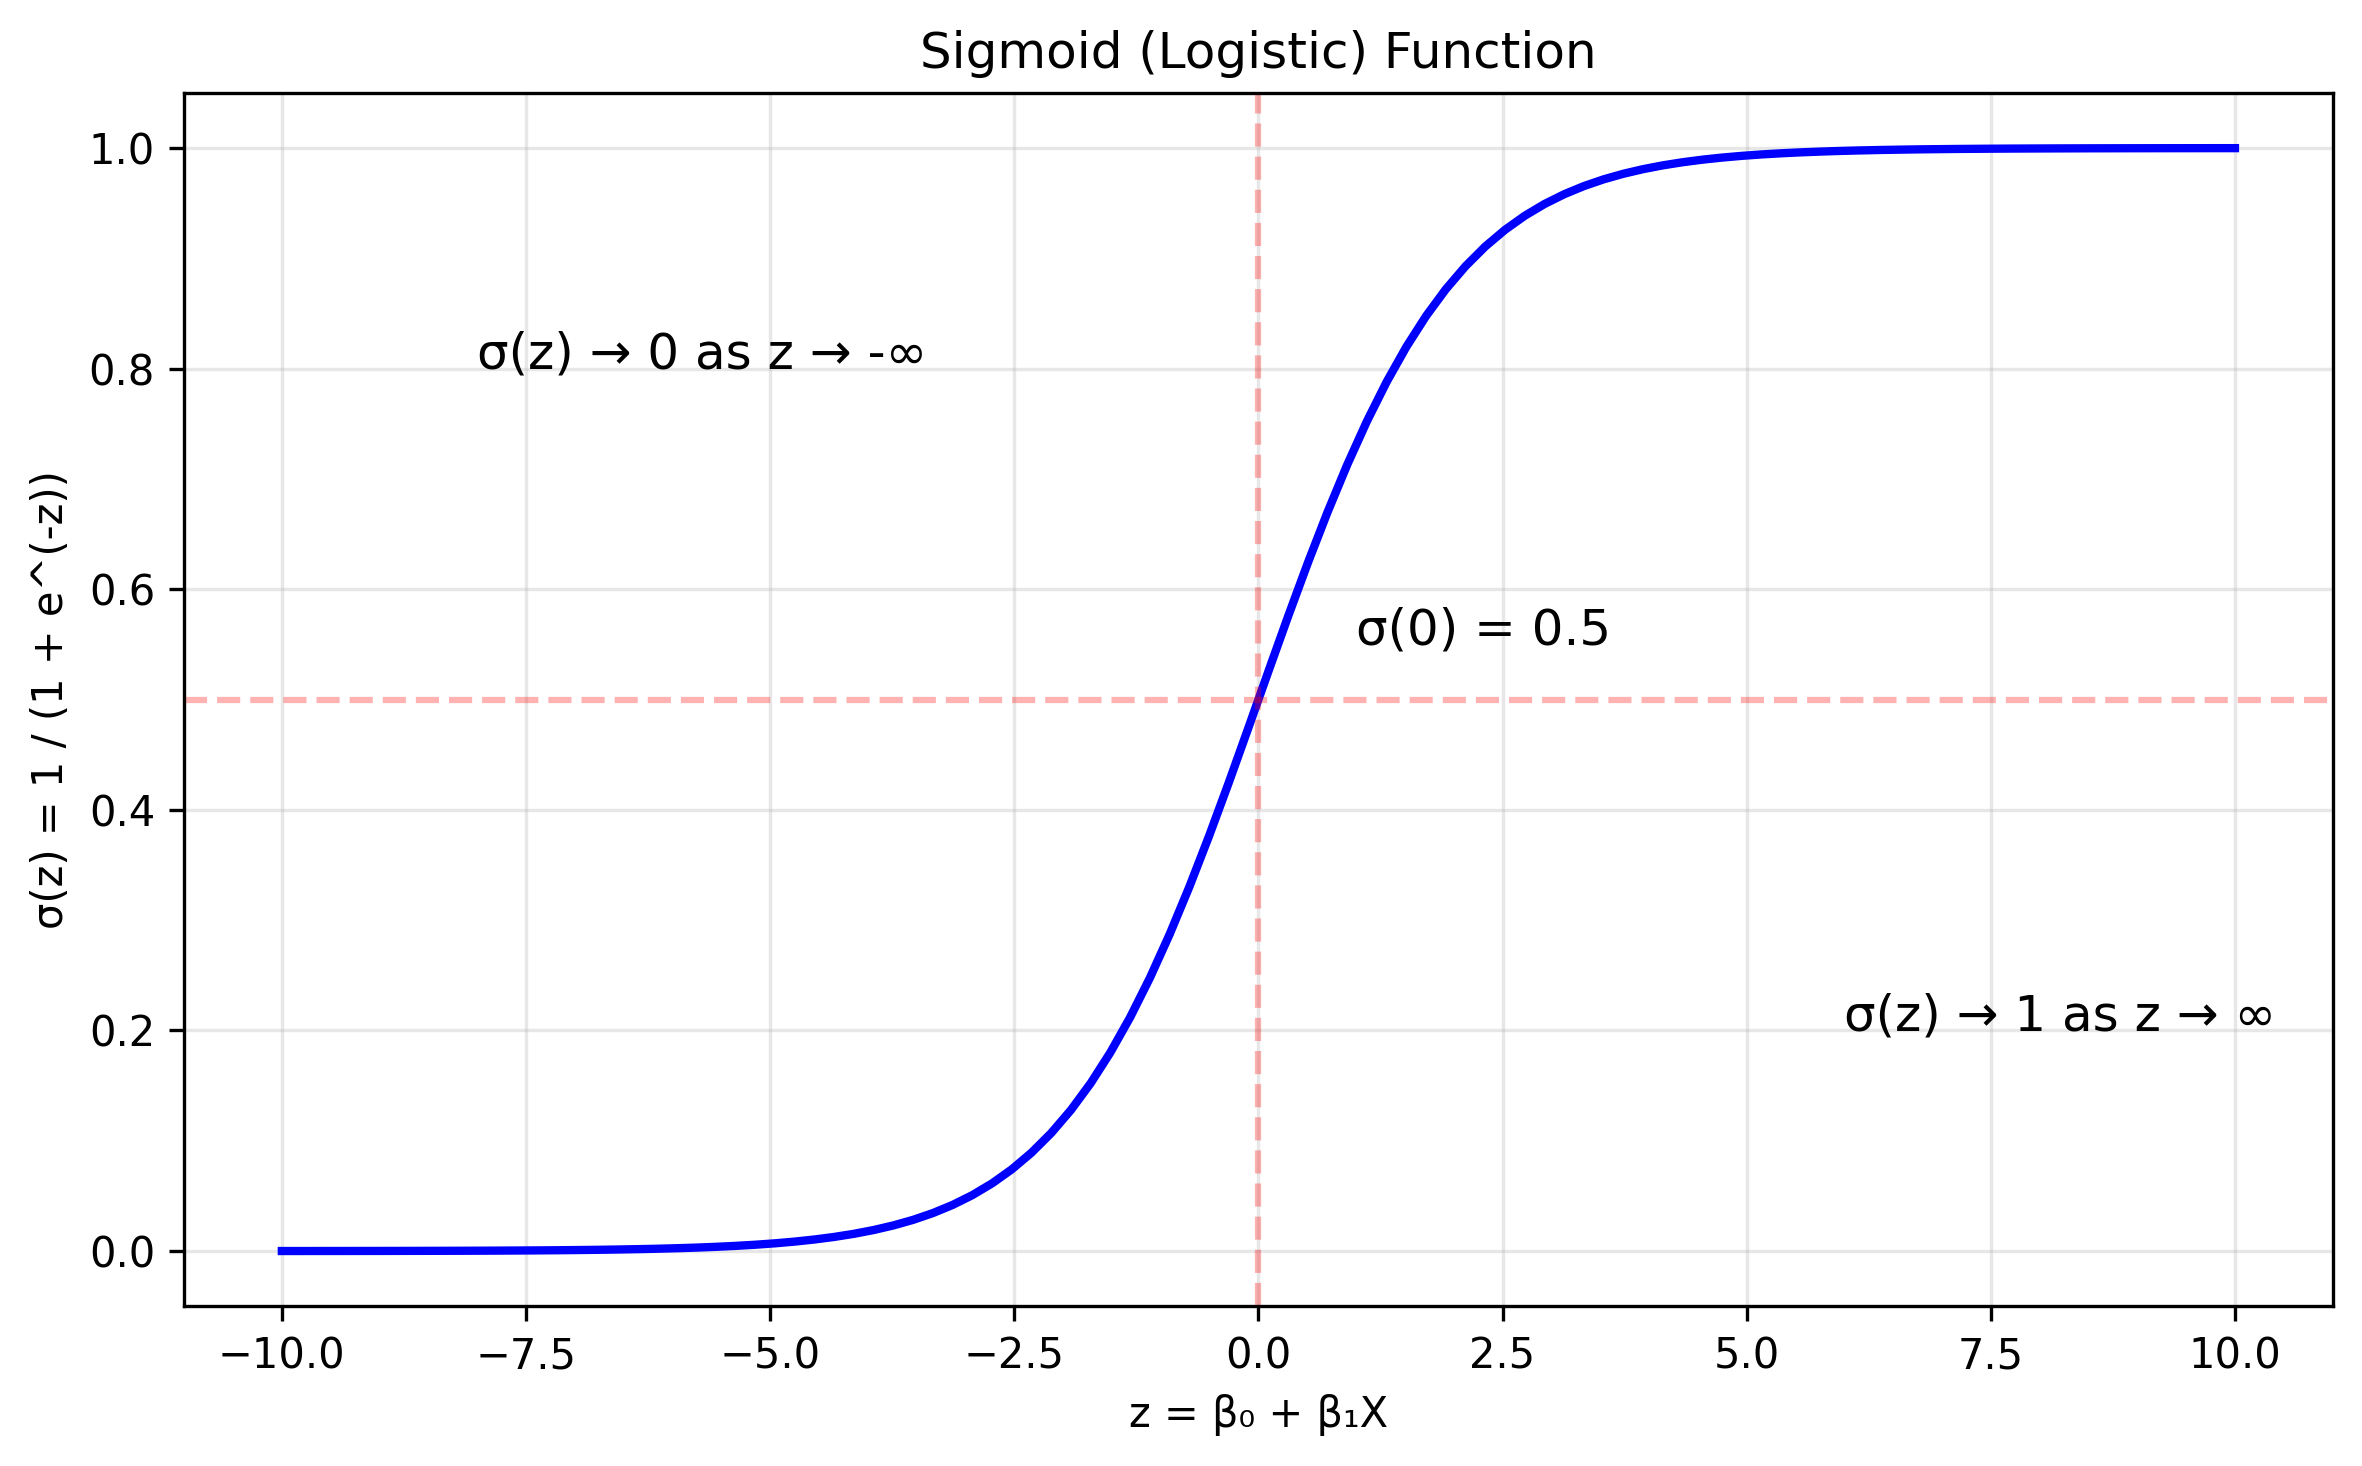 Sigmoid (Logistic) Function
σ(z) = 1 / (1 + e^(-z))
1.0
0.8
0.6
0.4
0.2
0.0
σ(z) → 0 as z → -∞
σ(0) = 0.5
σ(z) → 1 as z → ∞
−10.0 −7.5 −5.0 −2.5 0.0 2.5 5.0 7.5 10.0
z = β₀ + β₁X